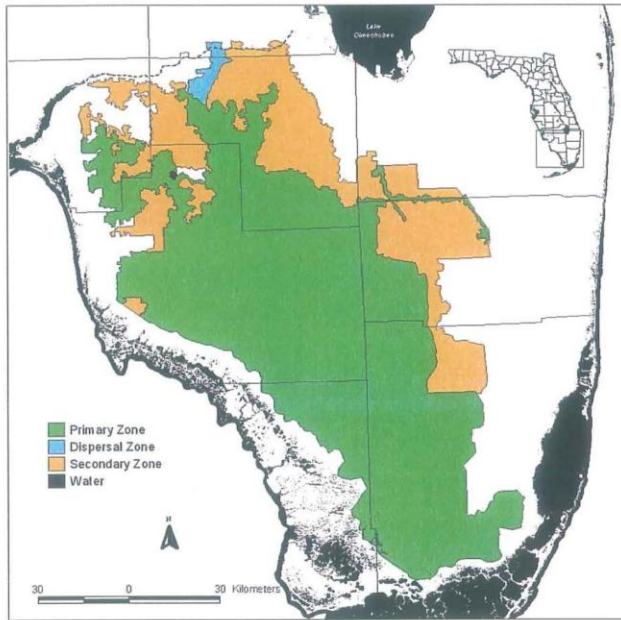 Lake
Okeechobee
Primary Zone
Dispersal Zone
Secondary Zone
Water
N
30
0
30 Kilometers